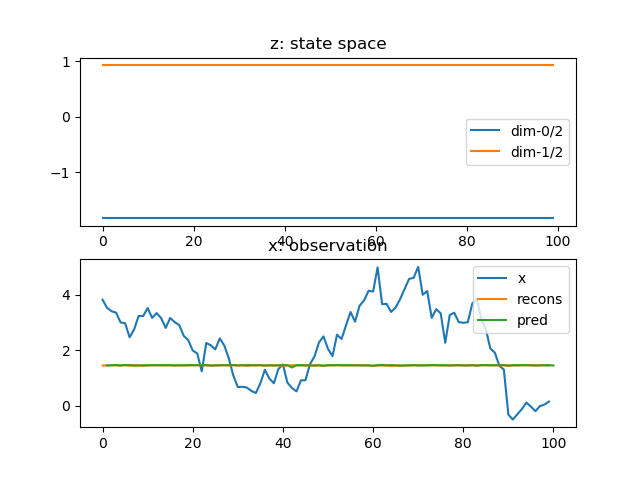 z: state space
1
0
−1
dim-0/2
dim-1/2
0 20 40 60 80 100
x: observation
4
2
0
x
recons
pred
0 20 40 60 80 100